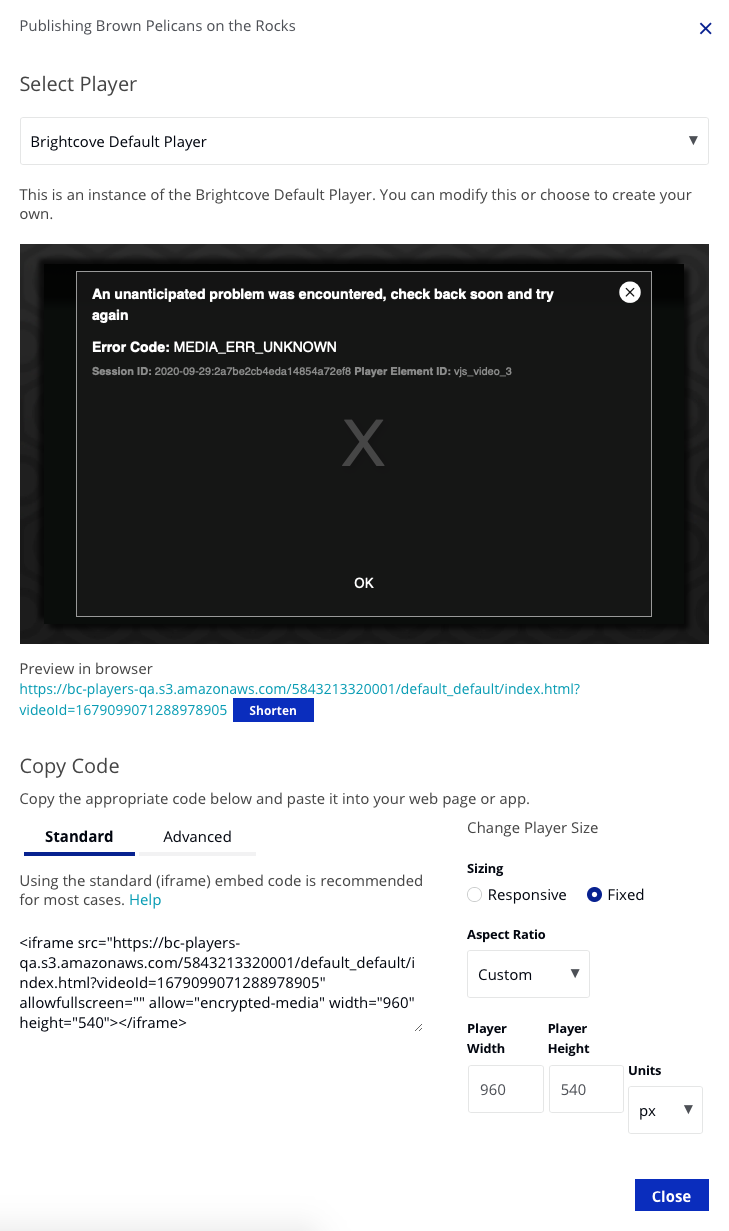 Publishing Brown Pelicans on the Rocks
Select Player
Brightcove Default Player
This is an instance of the Brightcove Default Player. You can modify this or choose to create your
own.
An unanticipated problem was encountered, check back soon and try
again
Error Code: MEDIA_ERR_UNKNOWN
Session ID: 2020-09-29:2a7be2cb4eda14854a72ef8 Player Element ID: vjs_video_3
X
OK
Preview in browser
https://bc-players-qa.s3.amazonaws.com/5843213320001/default_default/index.html?
videoId=1679099071288978905 Shorten
Copy Code
Copy the appropriate code below and paste it into your web page or app.
Standard Advanced
Using the standard (iframe) embed code is recommended
for most cases. Help
<iframe src="https://bc-players-
qa.s3.amazonaws.com/5843213320001/default_default/i
ndex.html?videoId=1679099071288978905"
allowfullscreen="" allow="encrypted-media" width="960"
height="540"></iframe>
Change Player Size
Sizing
Responsive Fixed
Aspect Ratio
Custom
Player
Width
Player
Height
Units
960
540
px
Close